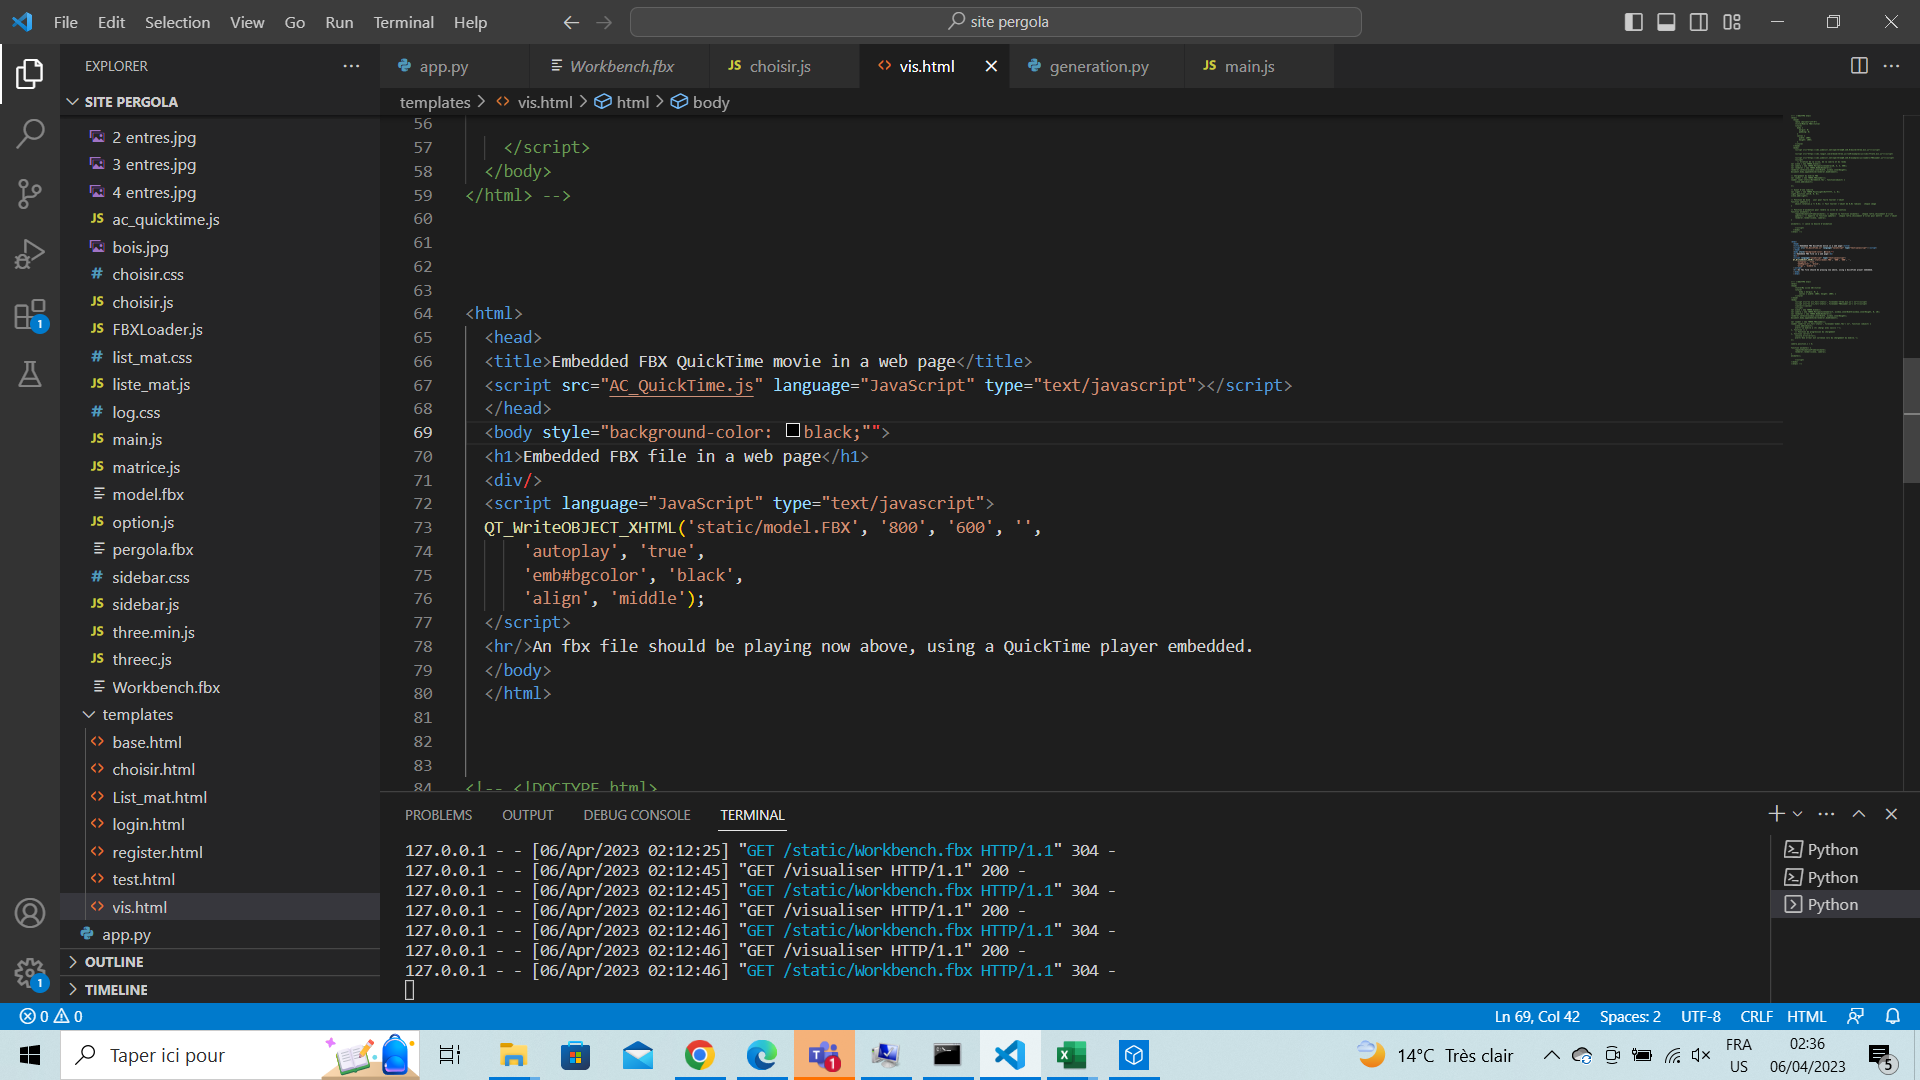 File Edit Selection View Go Run Terminal Help
site pergola
EXPLORER
SITE PERGOLA
2 entres.jpg
3 entres.jpg
4 entres.jpg
JS ac_quicktime.js
bois.jpg
# choisir.css
JS choisir.js
JS FBXLoader.js
# list_mat.css
JS liste_mat.js
# log.css
JS main.js
JS matrice.js
model.fbx
JS option.js
pergola.fbx
# sidebar.css
JS sidebar.js
JS three.min.js
JS threec.js
Workbench.fbx
templates
<> base.html
<> choisir.html
<> List_mat.html
<> login.html
<> register.html
<> test.html
<> vis.html
app.py
OUTLINE
TIMELINE
1
1
app.py
Workbench.fbx
JS choisir.js
<> vis.html
generation.py
JS main.js
templates > <> vis.html > html > body
56
57 </script>
58 </body>
59 </html> -->
60
61
62
63
64 <html>
65 <head>
66 <title>Embedded FBX QuickTime movie in a web page</title>
67 <script src="AC_QuickTime.js" language="JavaScript" type="text/javascript"></script>
68 </head>
69 <body style="background-color: black;"">
70 <h1>Embedded FBX file in a web page</h1>
71 <div/>
72 <script language="JavaScript" type="text/javascript">
73 QT_WriteOBJECT_XHTML('static/model.FBX', '800', '600', '',
74 'autoplay', 'true',
75 'emb#bgcolor', 'black',
76 'align', 'middle');
77 </script>
78 <hr/>An fbx file should be playing now above, using a QuickTime player embedded.
79 </body>
80 </html>
81
82
83
84 <!-- <!DOCTYPE html>
PROBLEMS OUTPUT DEBUG CONSOLE TERMINAL
127.0.0.1 - - [06/Apr/2023 02:12:25] "GET /static/Workbench.fbx HTTP/1.1" 304 -
127.0.0.1 - - [06/Apr/2023 02:12:45] "GET /visualiser HTTP/1.1" 200 -
127.0.0.1 - - [06/Apr/2023 02:12:45] "GET /static/Workbench.fbx HTTP/1.1" 304 -
127.0.0.1 - - [06/Apr/2023 02:12:46] "GET /visualiser HTTP/1.1" 200 -
127.0.0.1 - - [06/Apr/2023 02:12:46] "GET /static/Workbench.fbx HTTP/1.1" 304 -
127.0.0.1 - - [06/Apr/2023 02:12:46] "GET /visualiser HTTP/1.1" 200 -
127.0.0.1 - - [06/Apr/2023 02:12:46] "GET /static/Workbench.fbx HTTP/1.1" 304 -
Python
Python
Python
0 0
Ln 69, Col 42 Spaces: 2 UTF-8 CRLF HTML
Taper ici pour
1
14°C Très clair
FRA
US
02:36
06/04/2023
5